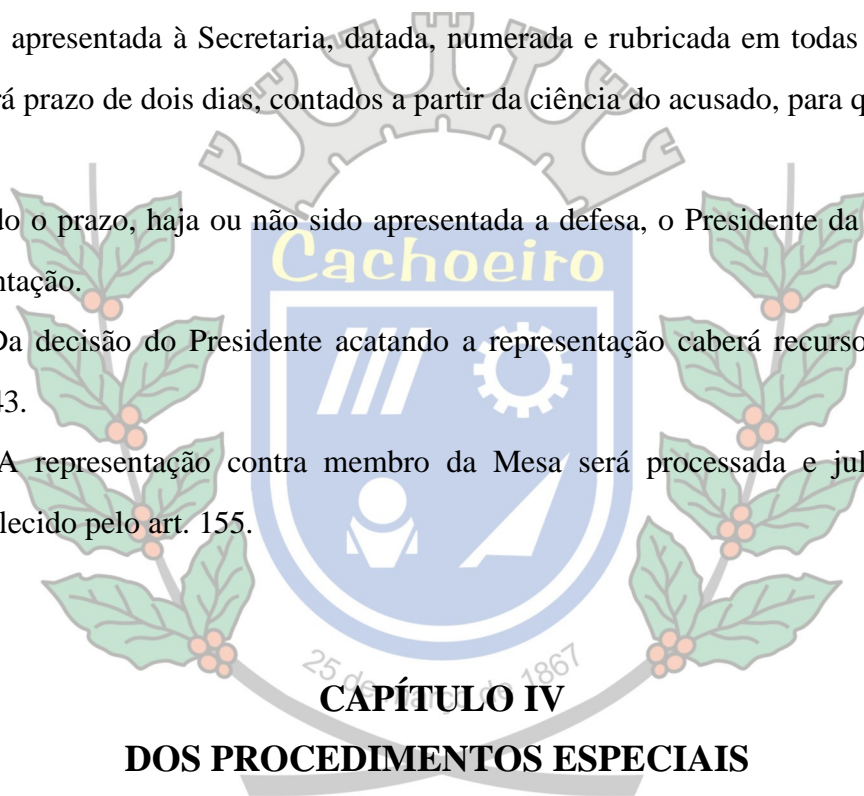 apresentada à Secretaria, datada, numerada e rubricada em todas
rá prazo de dois dias, contados a partir da ciência do acusado, para q
do o prazo, haja ou não sido apresentada a defesa, o Presidente da
Cachoeiro
ntação.
Da decisão do Presidente acatando a representação caberá recurso
43.
A representação contra membro da Mesa será processada e jul
lecido pelo art. 155.
25 de março de 1867
CAPÍTULO IV
DOS PROCEDIMENTOS ESPECIAIS